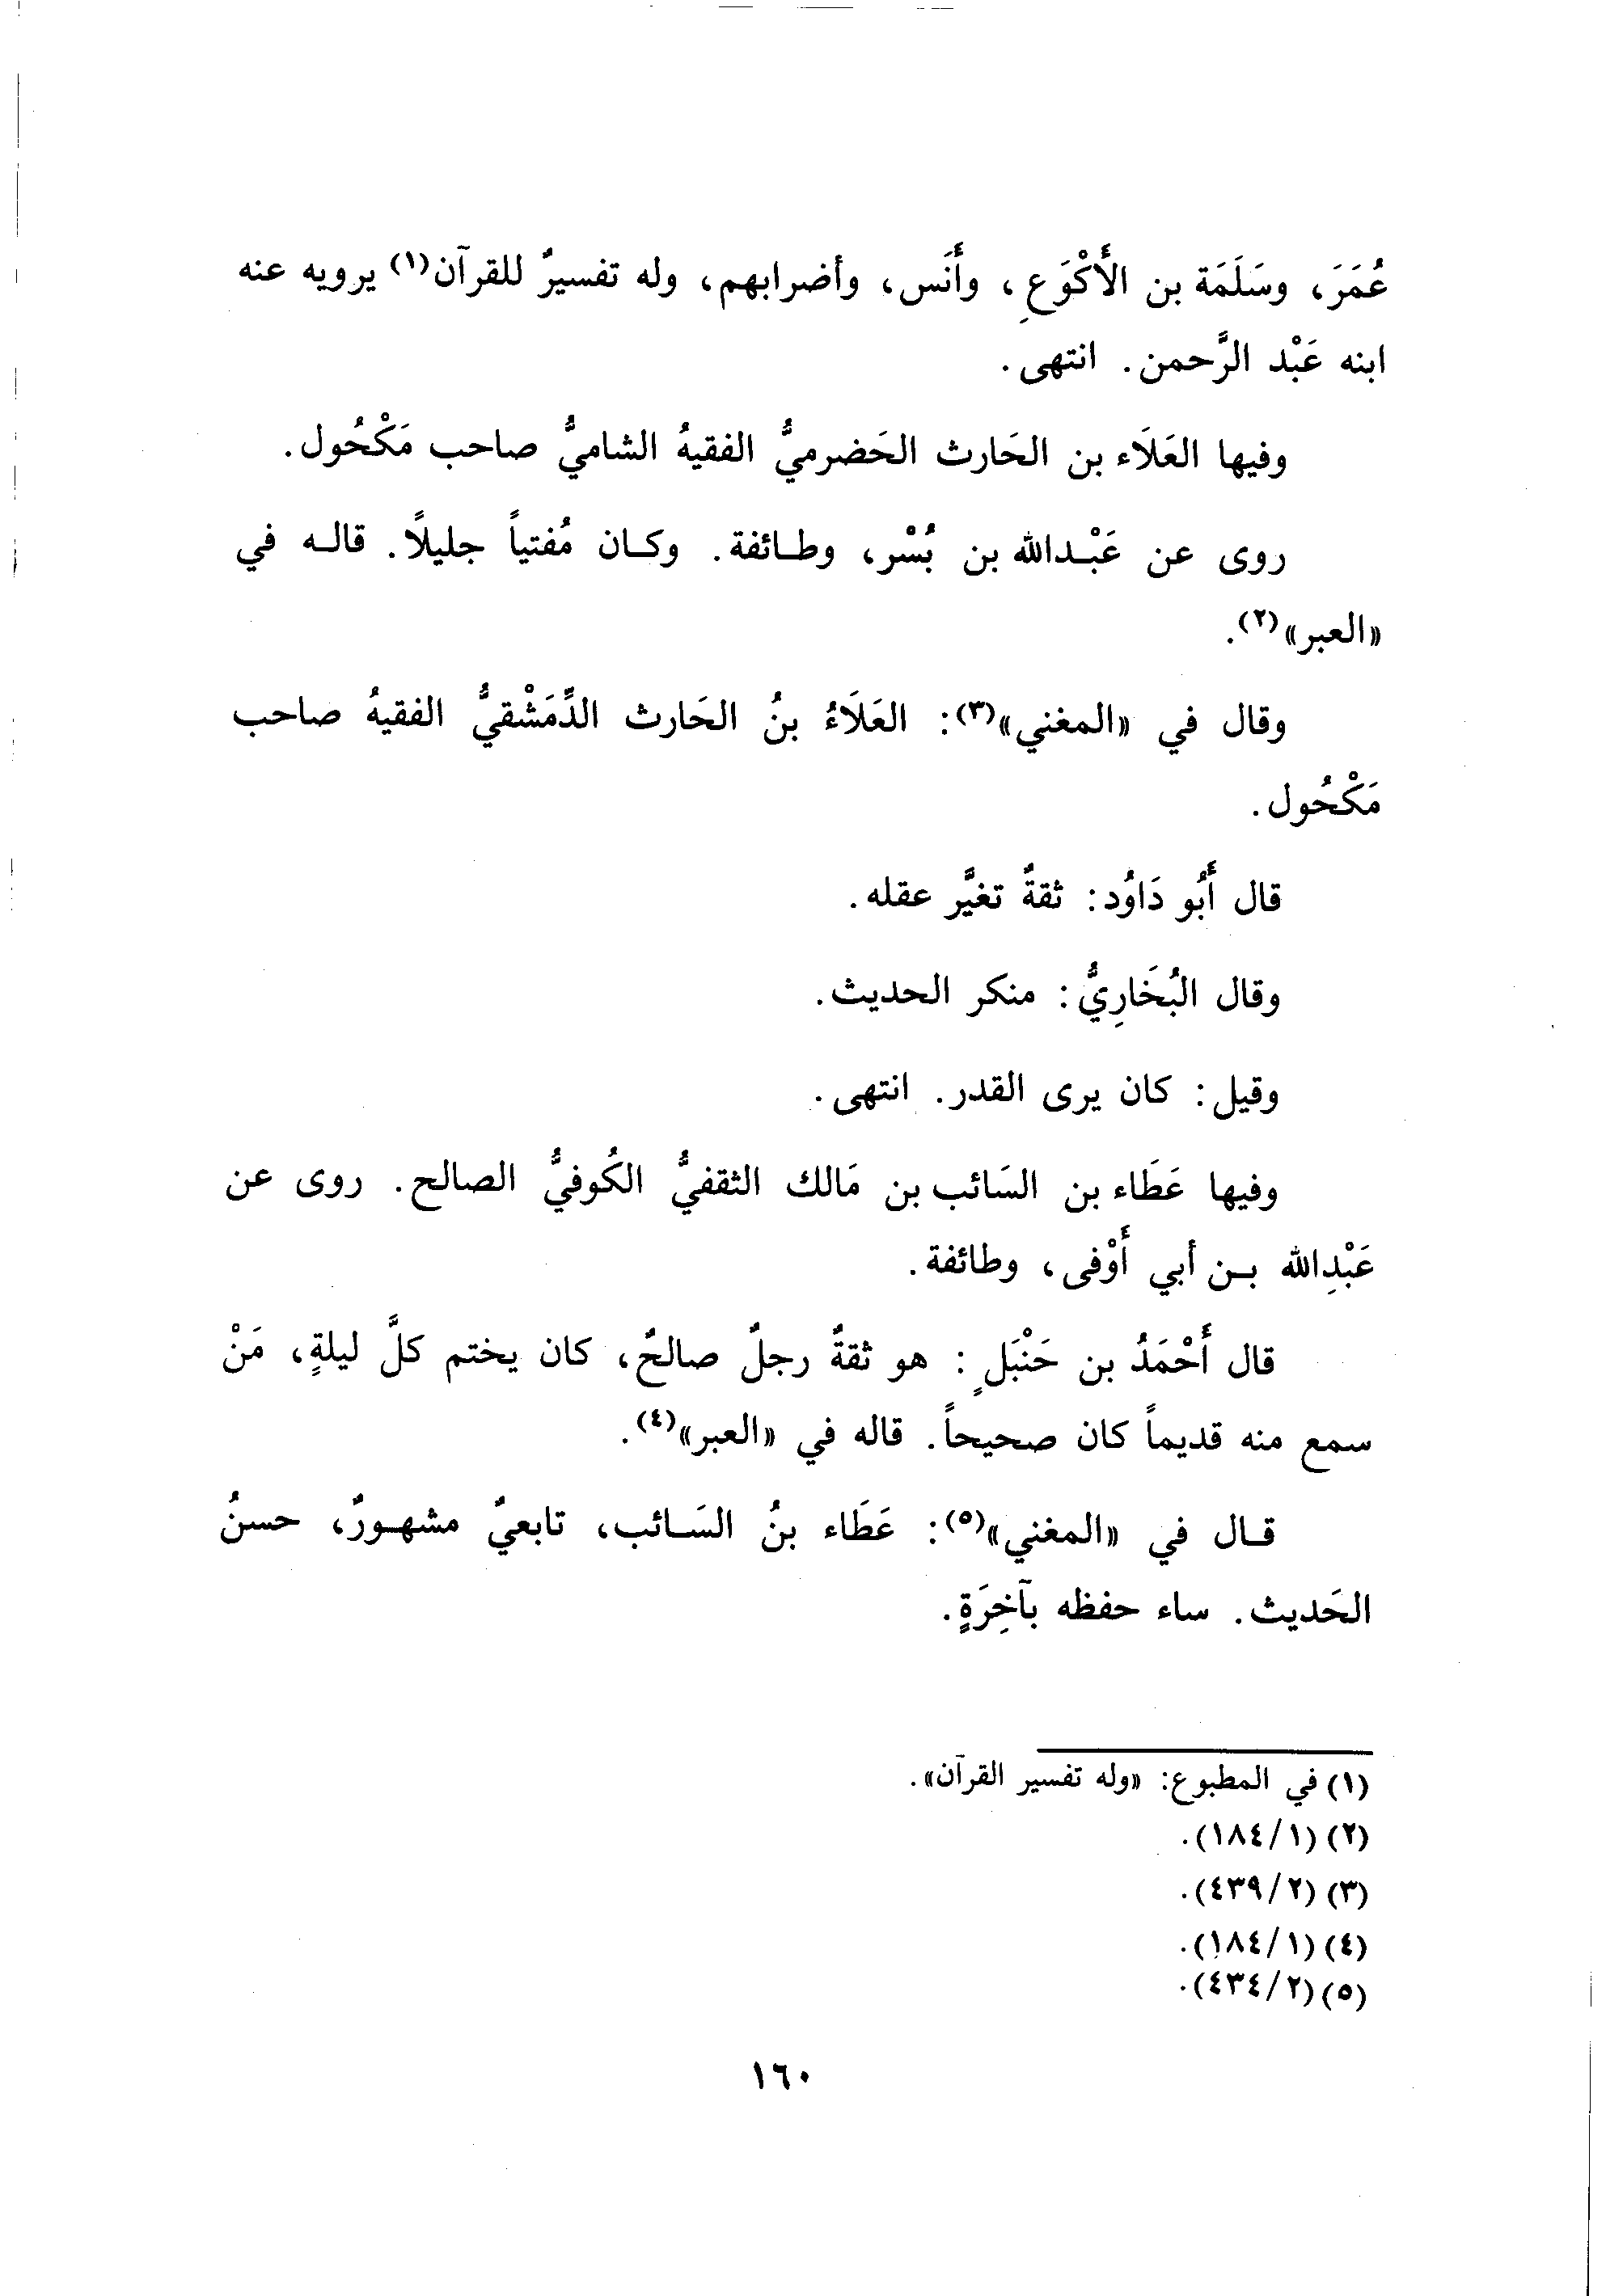 عُمَرَ، وسَلَمَة بن الأَكْوَعِ، وأَنَس، وأضرابهم، وله تفسيرٌ للقرآن(١) يرويه عنه
ابنه عَبْد الرَّحمن. انتهى.
وفيها العَلَاء بن الحَارث الحَضرميُّ الفقيهُ الشاميُّ صاحب مَكْحُول.
روى عن عَبْدالله بن بُسْر، وطائفة. وكان مُفتياً جليلًا. قاله في
«العبر»(٢).
وقال في «المغني»(٣): العَلَاءُ بنُ الحَارث الدِّمَشْقيُّ الفقيهُ صاحب
مَكْحُول.
قال أَبُو دَاوُد: ثقةٌ تغيَّر عقله.
وقال البُخَارِيُّ: منكر الحديث.
وقيل: كان يرى القدر. انتهى.
وفيها عَطَاء بن السَائب بن مَالك الثقفيُّ الكُوفيُّ الصالح. روى عن
عَبْدِالله بن أبي أَوْفى، وطائفة.
قال أَحْمَدُ بن حَنْبَلٍ: هو ثقةٌ رجلٌ صالحٌ، كان يختم كلَّ ليلةٍ، مَنْ
سمع منه قديماً كان صحيحاً. قاله في «العبر»(٤).
قال في «المغني»(٥): عَطَاء بنُ السَائب، تابعيٌ مشهورٌ، حسنُ
الحَديث. ساء حفظه بآخِرَةٍ.
(١) في المطبوع: «وله تفسير القرآن».
(٢) (١/١٨٤).
(٣) (٢/٤٣٩).
(٤) (١/١٨٤).
(٥) (٢/٤٣٤).
١٦٠